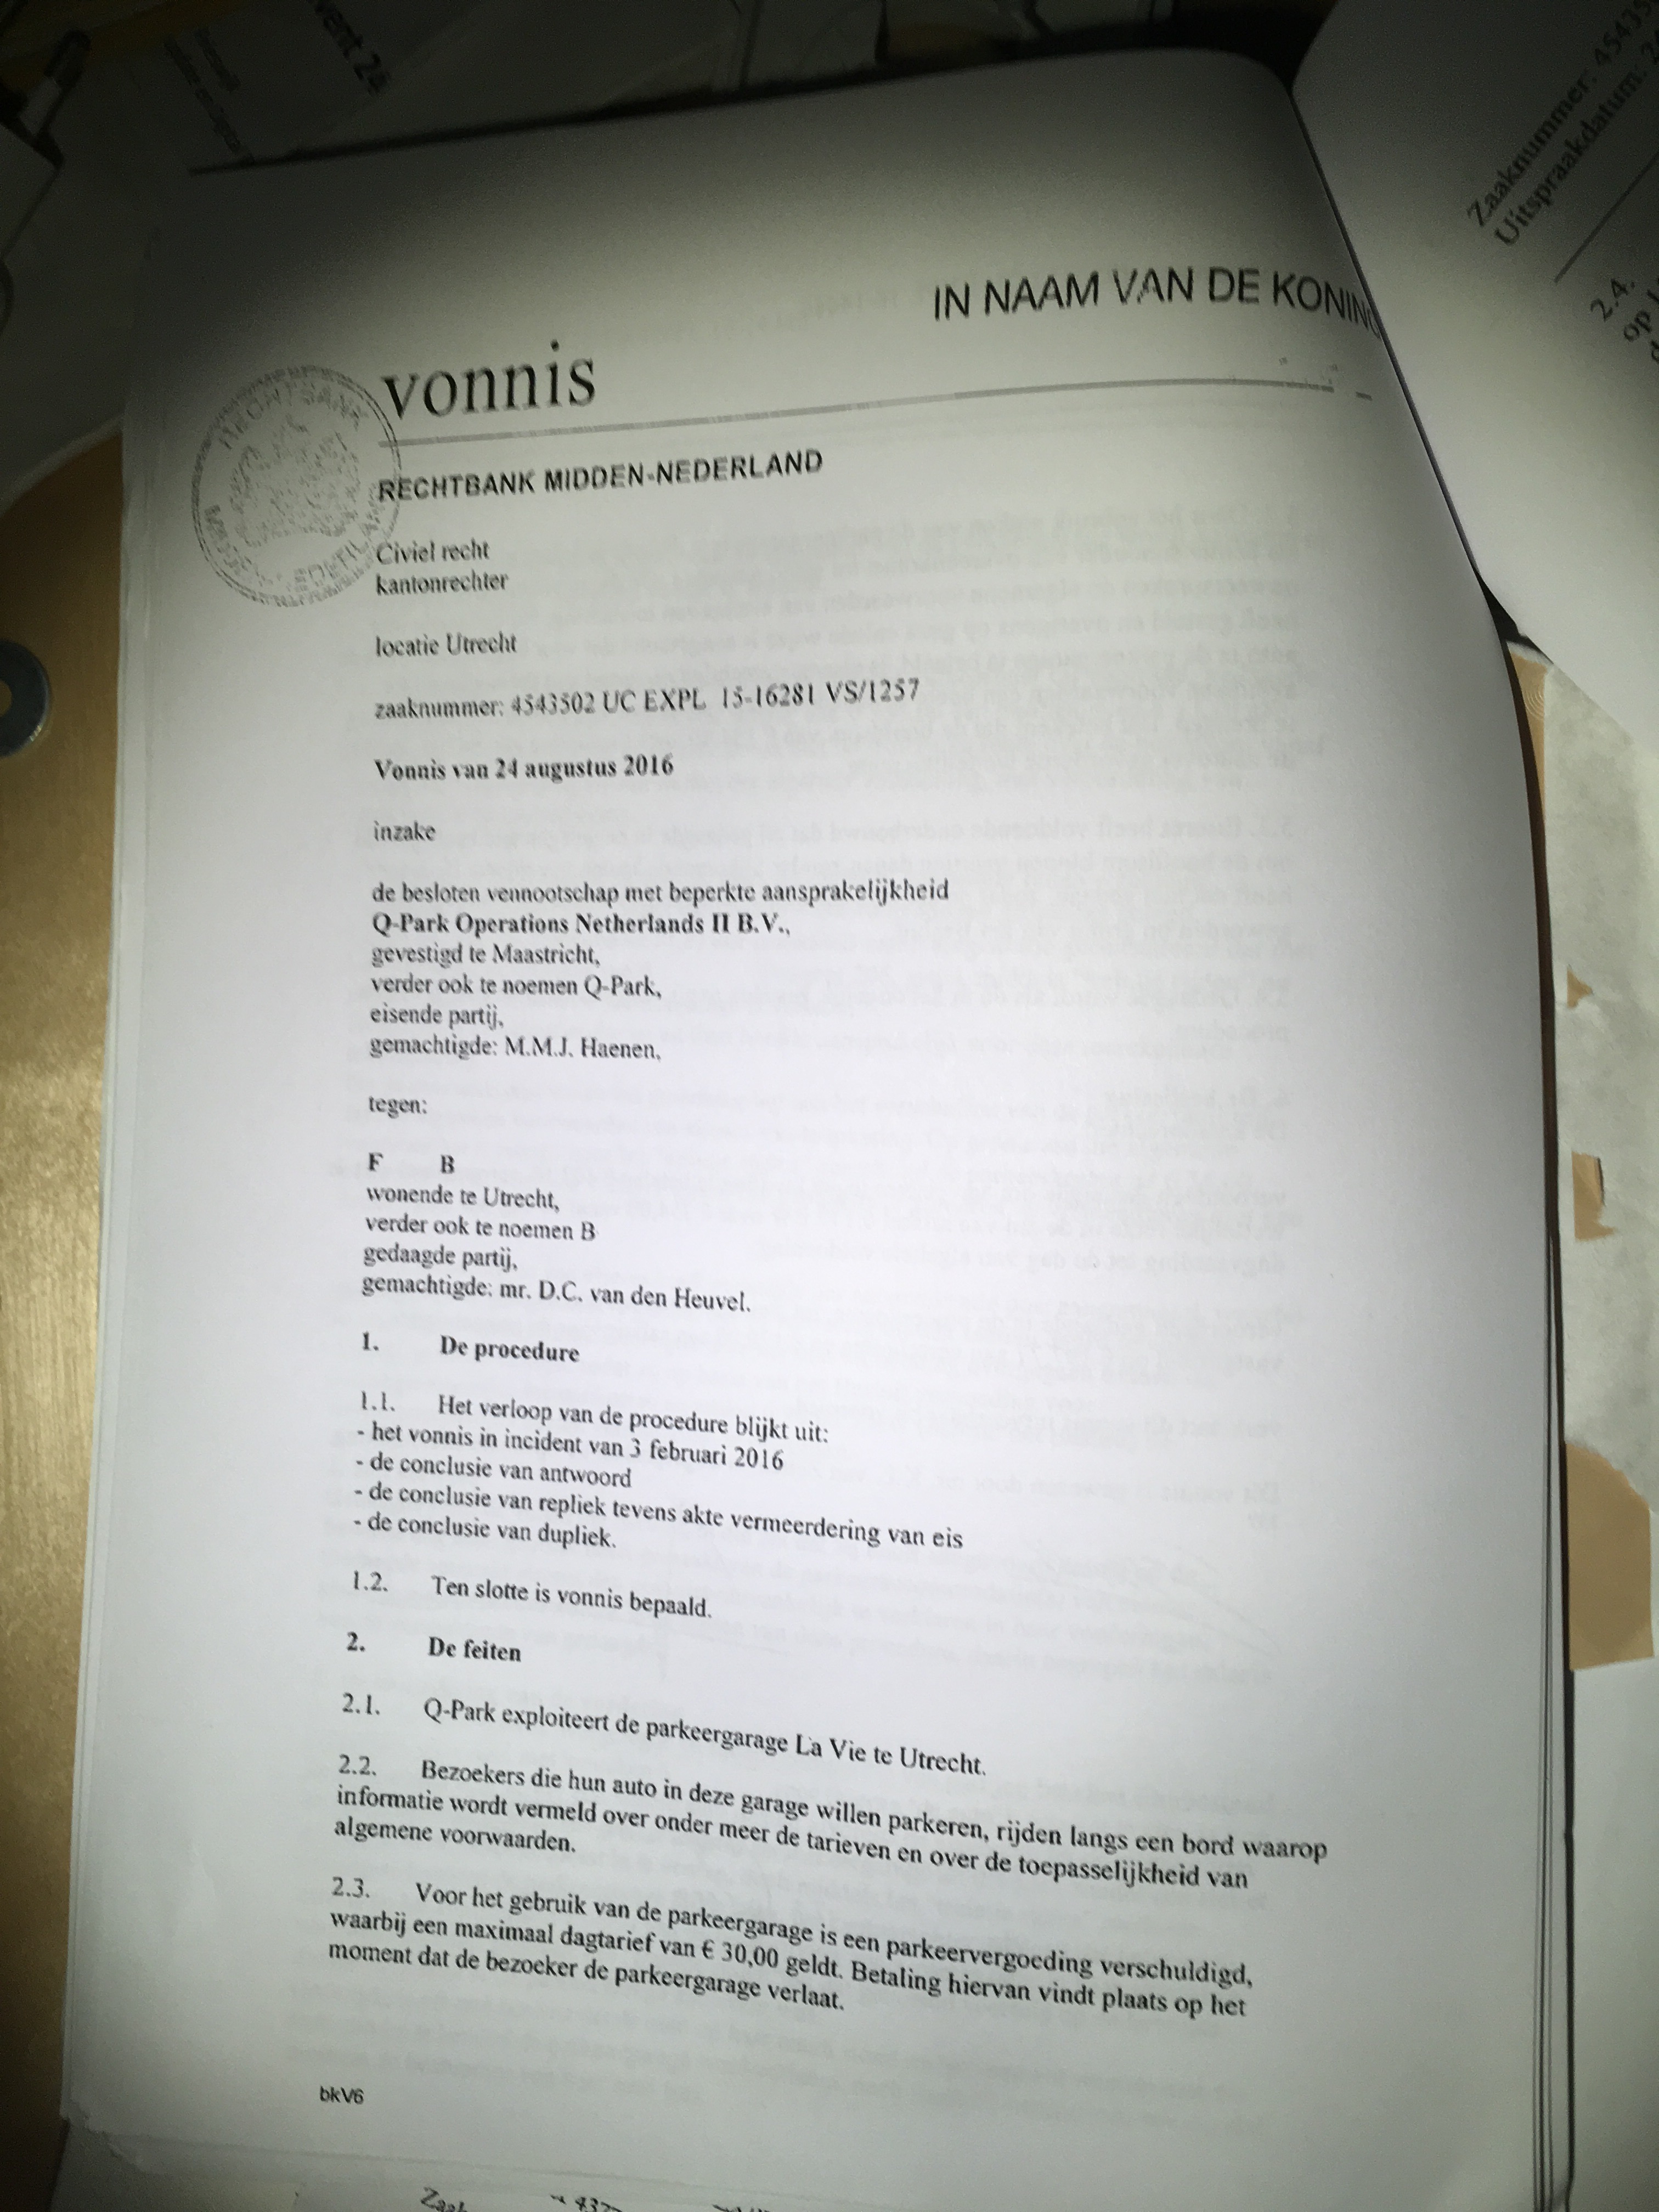 vent 24
Zaaknummer: 45435
Uitspraakdatum: 2
2.4.
op
IN NAAM VAN DE KONING
vonnis
RECHTBANK
RECHTBANK MIDDEN-NEDERLAND
Civiel recht
kantonrechter
locatie Utrecht
zaaknummer: 4543502 UC EXPL 15-16281 VS/1257
Vonnis van 24 augustus 2016
inzake
de besloten vennootschap met beperkte aansprakelijkheid
Q-Park Operations Netherlands II B.V.,
gevestigd te Maastricht,
verder ook te noemen Q-Park,
eisende partij,
gemachtigde: M.M.J. Haenen,
tegen:
F B
wonende te Utrecht,
verder ook te noemen B
gedaagde partij,
gemachtigde: mr. D.C. van den Heuvel.
1. De procedure
1.1. Het verloop van de procedure blijkt uit:
- het vonnis in incident van 3 februari 2016
- de conclusie van antwoord
- de conclusie van repliek tevens akte vermeerdering van eis
- de conclusie van dupliek.
1.2. Ten slotte is vonnis bepaald.
2. De feiten
2.1. Q-Park exploiteert de parkeergarage La Vie te Utrecht.
2.2. Bezoekers die hun auto in deze garage willen parkeren, rijden langs een bord waarop
informatie wordt vermeld over onder meer de tarieven en over de toepasselijkheid van
algemene voorwaarden.
2.3. Voor het gebruik van de parkeergarage is een parkeervergoeding verschuldigd,
waarbij een maximaal dagtarief van € 30,00 geldt. Betaling hiervan vindt plaats op het
moment dat de bezoeker de parkeergarage verlaat.
bkV6